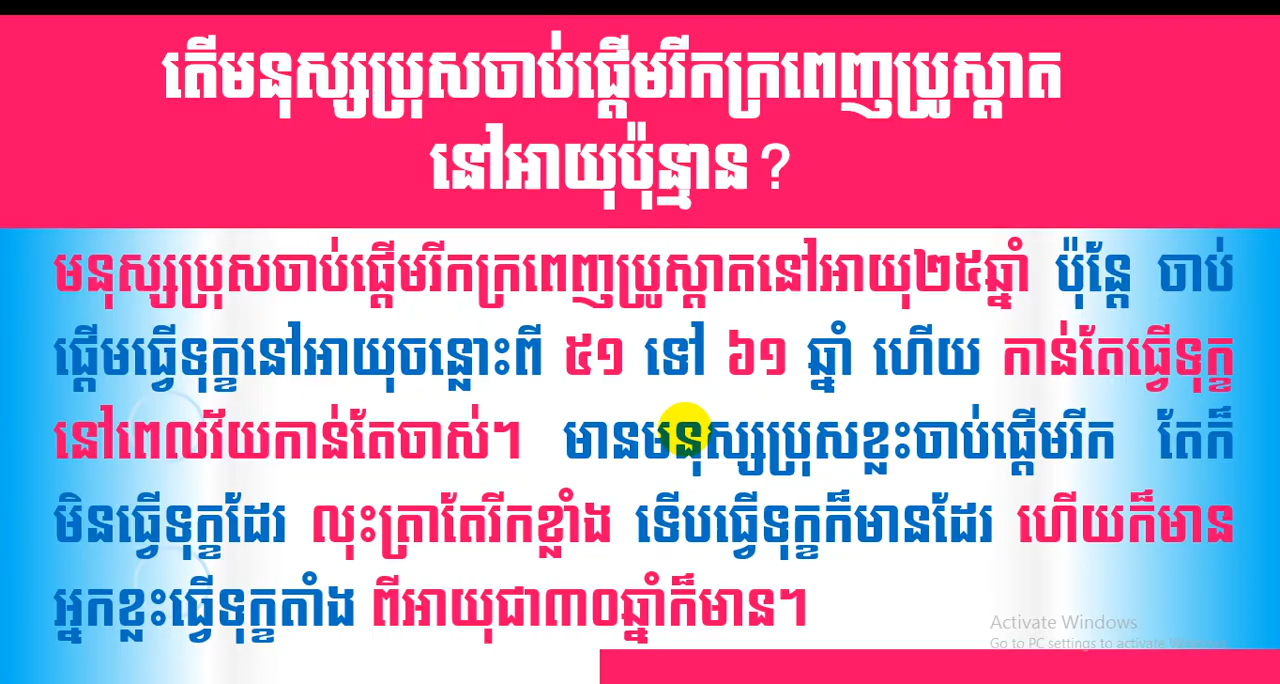 តើមនុស្សប្រុសចាប់ផ្ដើមរីកក្រពេញប្រូស្តាត
នៅអាយុប៉ុន្មាន?
មនុស្សប្រុសចាប់ផ្ដើមរីកក្រពេញប្រូស្តាតនៅអាយុ២៥ឆ្នាំ ប៉ុន្តែ ចាប់
ផ្ដើមធ្វើទុក្ខនៅអាយុចន្លោះពី ៥១ ទៅ ៦១ ឆ្នាំ ហើយ កាន់តែធ្វើទុក្ខ
នៅពេលវ័យកាន់តែចាស់។ មានមនុស្សប្រុសខ្លះចាប់ផ្ដើមរីក តែក៏
មិនធ្វើទុក្ខដែរ លុះត្រាតែរីកខ្លាំង ទើបធ្វើទុក្ខក៏មានដែរ ហើយក៏មាន
អ្នកខ្លះធ្វើទុក្ខតាំង ពីអាយុជា៣០ឆ្នាំក៏មាន។
Activate Windows
Go to PC settings to activate Windows.